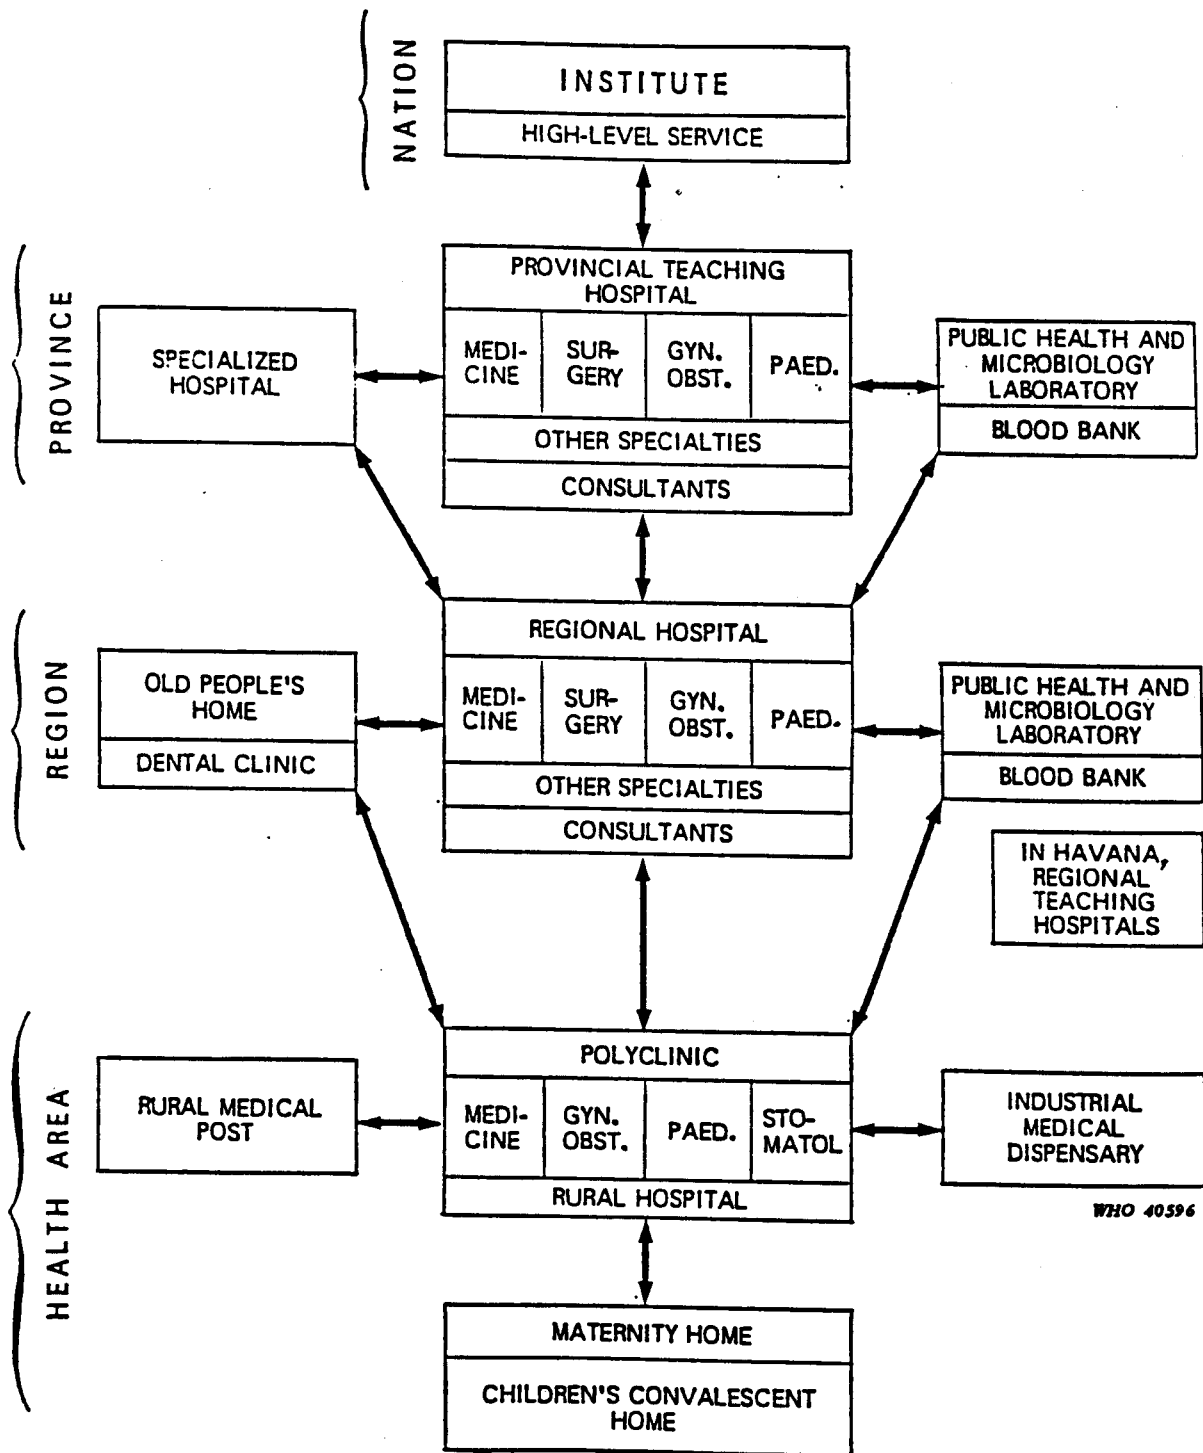 NATION
INSTITUTE
HIGH-LEVEL SERVICE
PROVINCE
SPECIALIZED
HOSPITAL
PROVINCIAL TEACHING
HOSPITAL
MEDI-
CINE
SUR-
GERY
GYN.
OBST.
PAED.
OTHER SPECIALTIES
CONSULTANTS
PUBLIC HEALTH AND
MICROBIOLOGY
LABORATORY
BLOOD BANK
REGION
OLD PEOPLE'S
HOME
DENTAL CLINIC
REGIONAL HOSPITAL
MEDI-
CINE
SUR-
GERY
GYN.
OBST.
PAED.
OTHER SPECIALTIES
CONSULTANTS
PUBLIC HEALTH AND
MICROBIOLOGY
LABORATORY
BLOOD BANK
IN HAVANA,
REGIONAL
TEACHING
HOSPITALS
HEALTH AREA
RURAL MEDICAL
POST
POLYCLINIC
MEDI-
CINE
GYN.
OBST.
PAED.
STO-
MATOL
RURAL HOSPITAL
INDUSTRIAL
MEDICAL
DISPENSARY
WHO 40596
MATERNITY HOME
CHILDREN'S CONVALESCENT
HOME